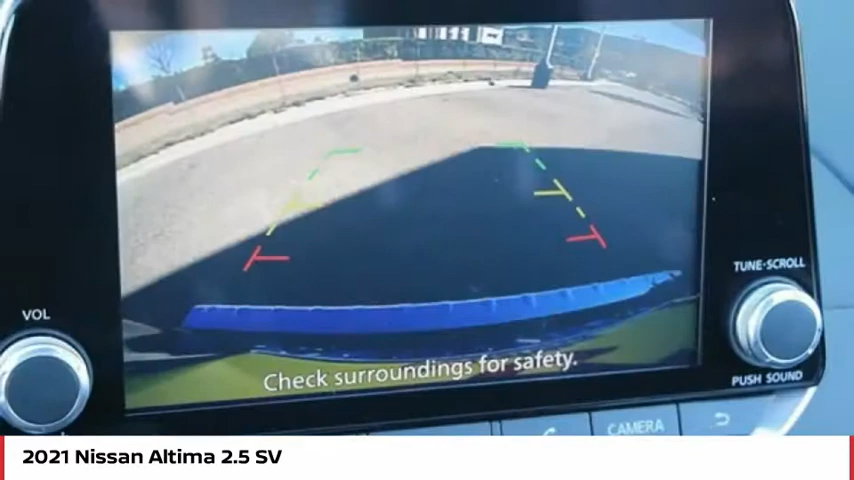 TUNE·SCROLL
VOL
Check surroundings for safety.
PUSH SOUND
CAMERA
2021 Nissan Altima 2.5 SV